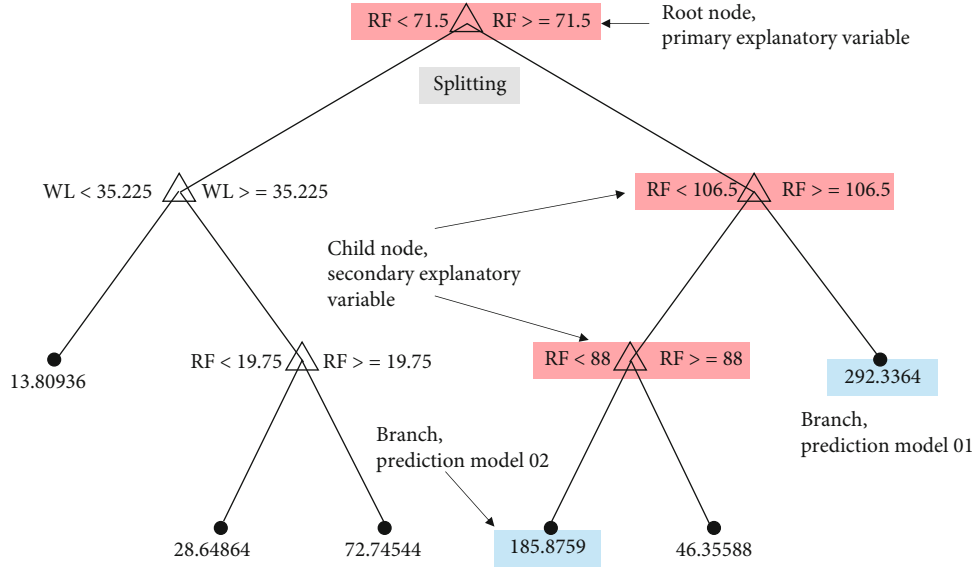 RF < 71.5 RF > = 71.5
Root node,
primary explanatory variable
Splitting
WL < 35.225 WL > = 35.225
RF < 106.5 RF > = 106.5
Child node,
secondary explanatory
variable
RF < 19.75 RF > = 19.75
RF < 88 RF > = 88
13.80936
292.3364
Branch,
prediction model 01
Branch,
prediction model 02
28.64864
72.74544
185.8759
46.35588